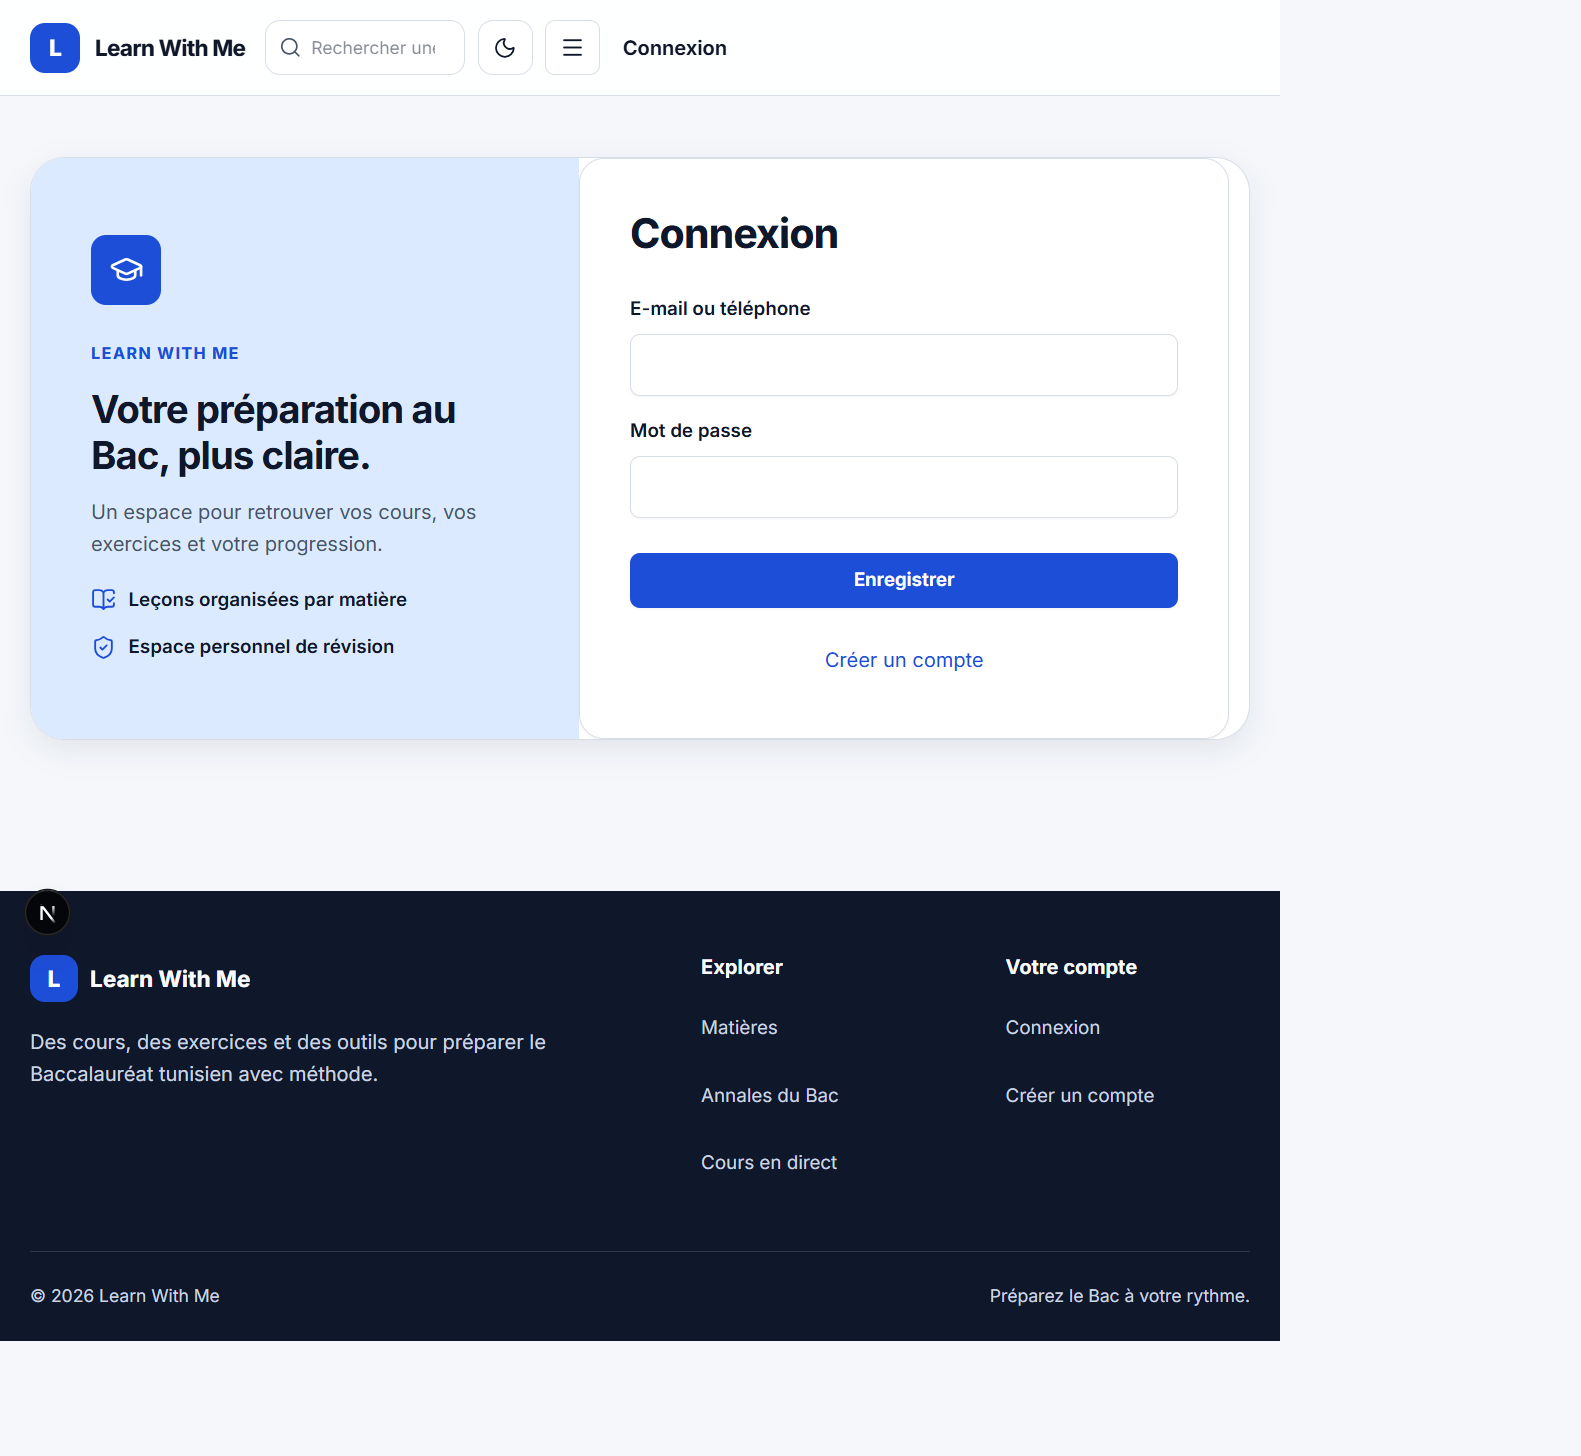 L Learn With Me Rechercher une Connexion
LEARN WITH ME
Votre préparation au
Bac, plus claire.
Un espace pour retrouver vos cours, vos
exercices et votre progression.
Leçons organisées par matière
Espace personnel de révision
Connexion
E-mail ou téléphone
Mot de passe
Enregistrer
Créer un compte
N
L Learn With Me
Des cours, des exercices et des outils pour préparer le
Baccalauréat tunisien avec méthode.
Explorer
Matières
Annales du Bac
Cours en direct
Votre compte
Connexion
Créer un compte
© 2026 Learn With Me
Préparez le Bac à votre rythme.